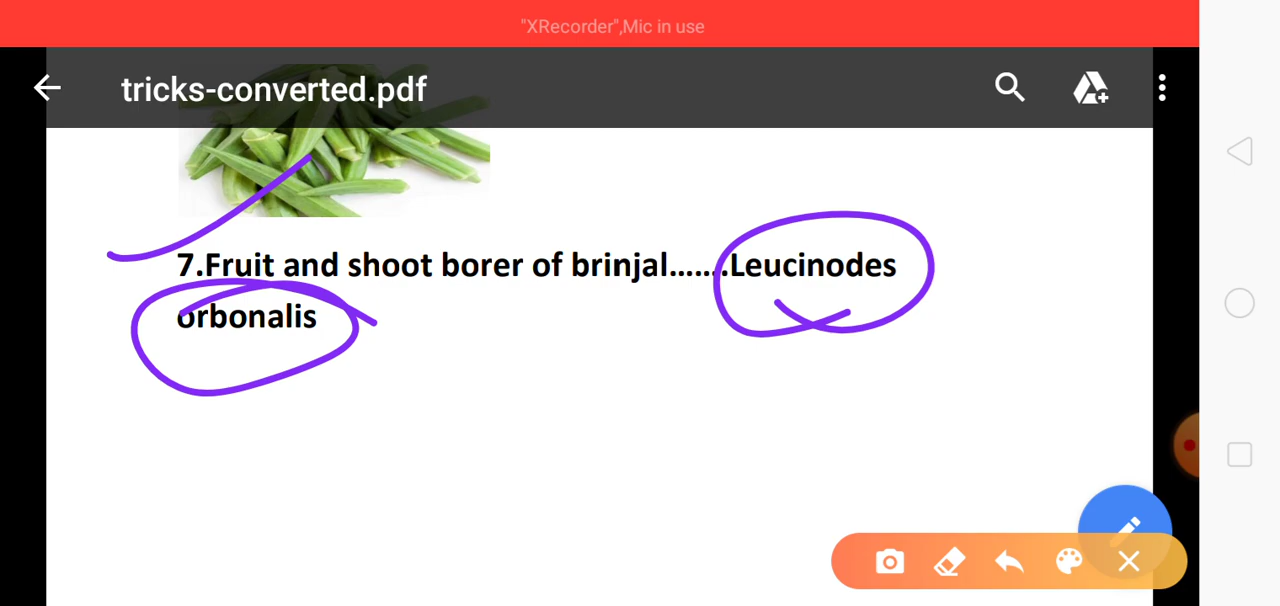 "XRecorder",Mic in use
tricks-converted.pdf
7.Fruit and shoot borer of brinjal.......Leucinodes
orbonalis